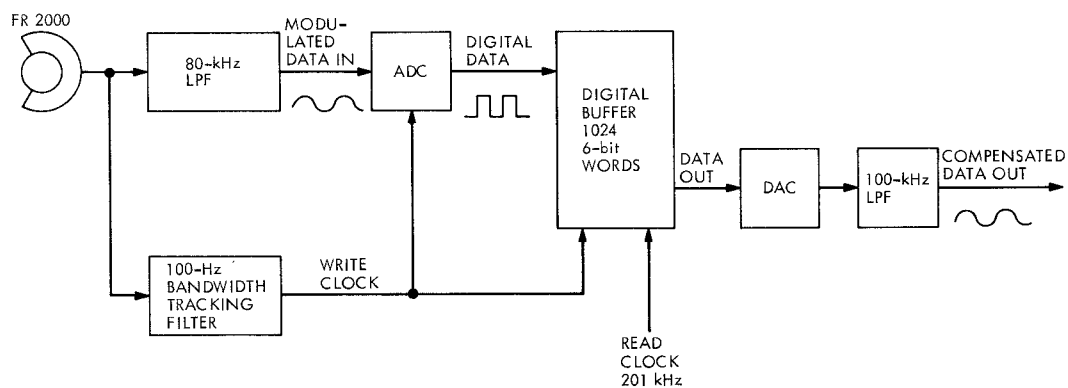 FR 2000
80-kHz
LPF
MODU-
LATED
DATA IN
ADC
DIGITAL
DATA
DIGITAL
BUFFER
1024
6-bit
WORDS
DATA
OUT
DAC
100-kHz
LPF
COMPENSATED
DATA OUT
100-Hz
BANDWIDTH
TRACKING
FILTER
WRITE
CLOCK
READ
CLOCK
201 kHz